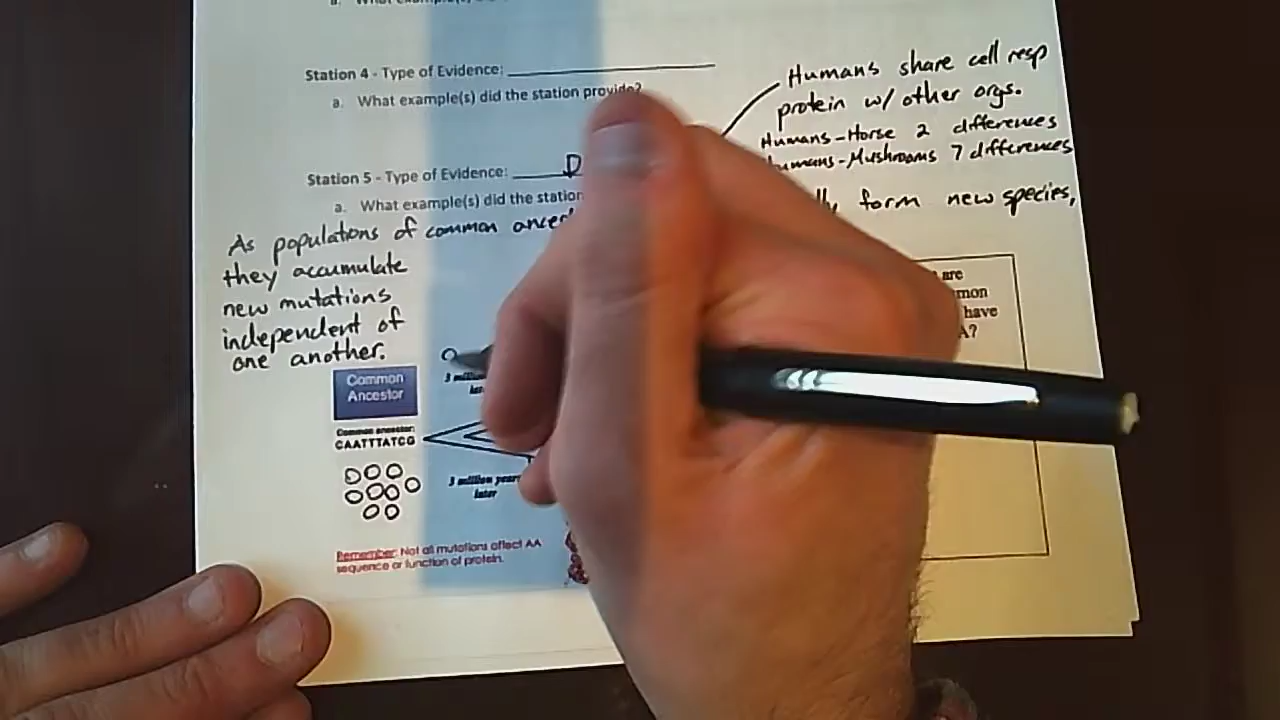 Station 4 - Type of Evidence:
a. What example(s) did the station provide?
Humans share cell resp
protein w/ other orgs.
Humans-Horse 2 differences
Humans-Mushrooms 7 differences
Station 5 - Type of Evidence: D
a. What example(s) did the station
form new species,
As populations of common
they accumulate
new mutations
independent of
one another.
are
have
Common
Ancestor
Common ancestor:
CAATTTATCG
3
3 million years
later
Remember: Not all mutations affect AA
sequence or function of protein.